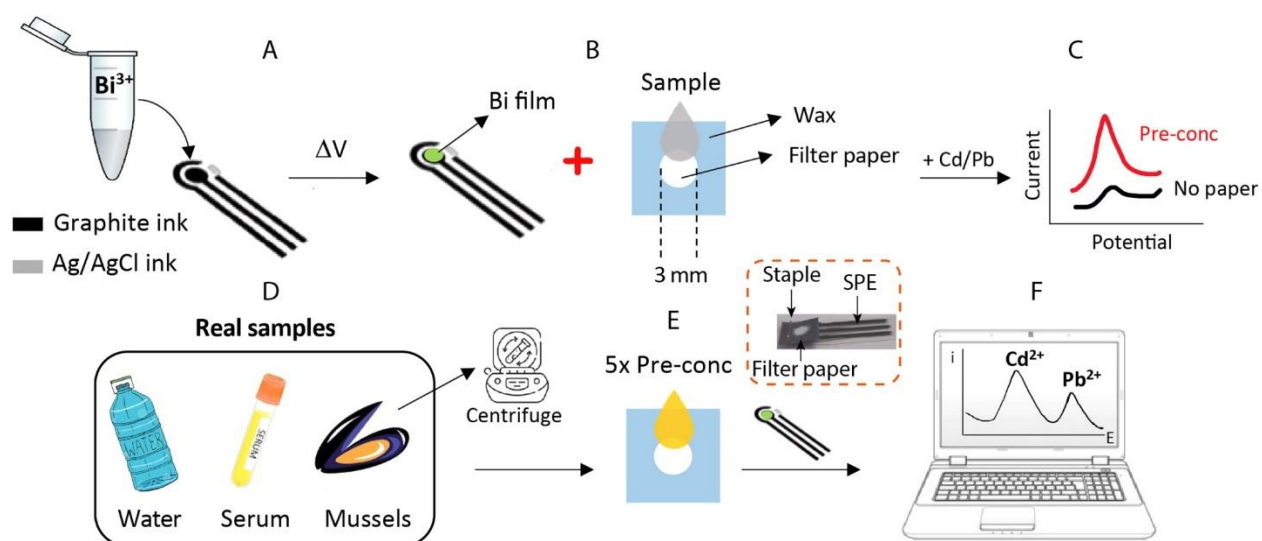 A
B
C
Bi³⁺
Bi film
ΔV
+
Sample
Wax
Filter paper
3 mm
+ Cd/Pb
Current
Pre-conc
No paper
Potential
Graphite ink
Ag/AgCl ink
D
Real samples
WATER
Water
SERUM
Serum
Mussels
Centrifuge
E
5x Pre-conc
Staple
SPE
Filter paper
F
i
Cd²⁺
Pb²⁺
E